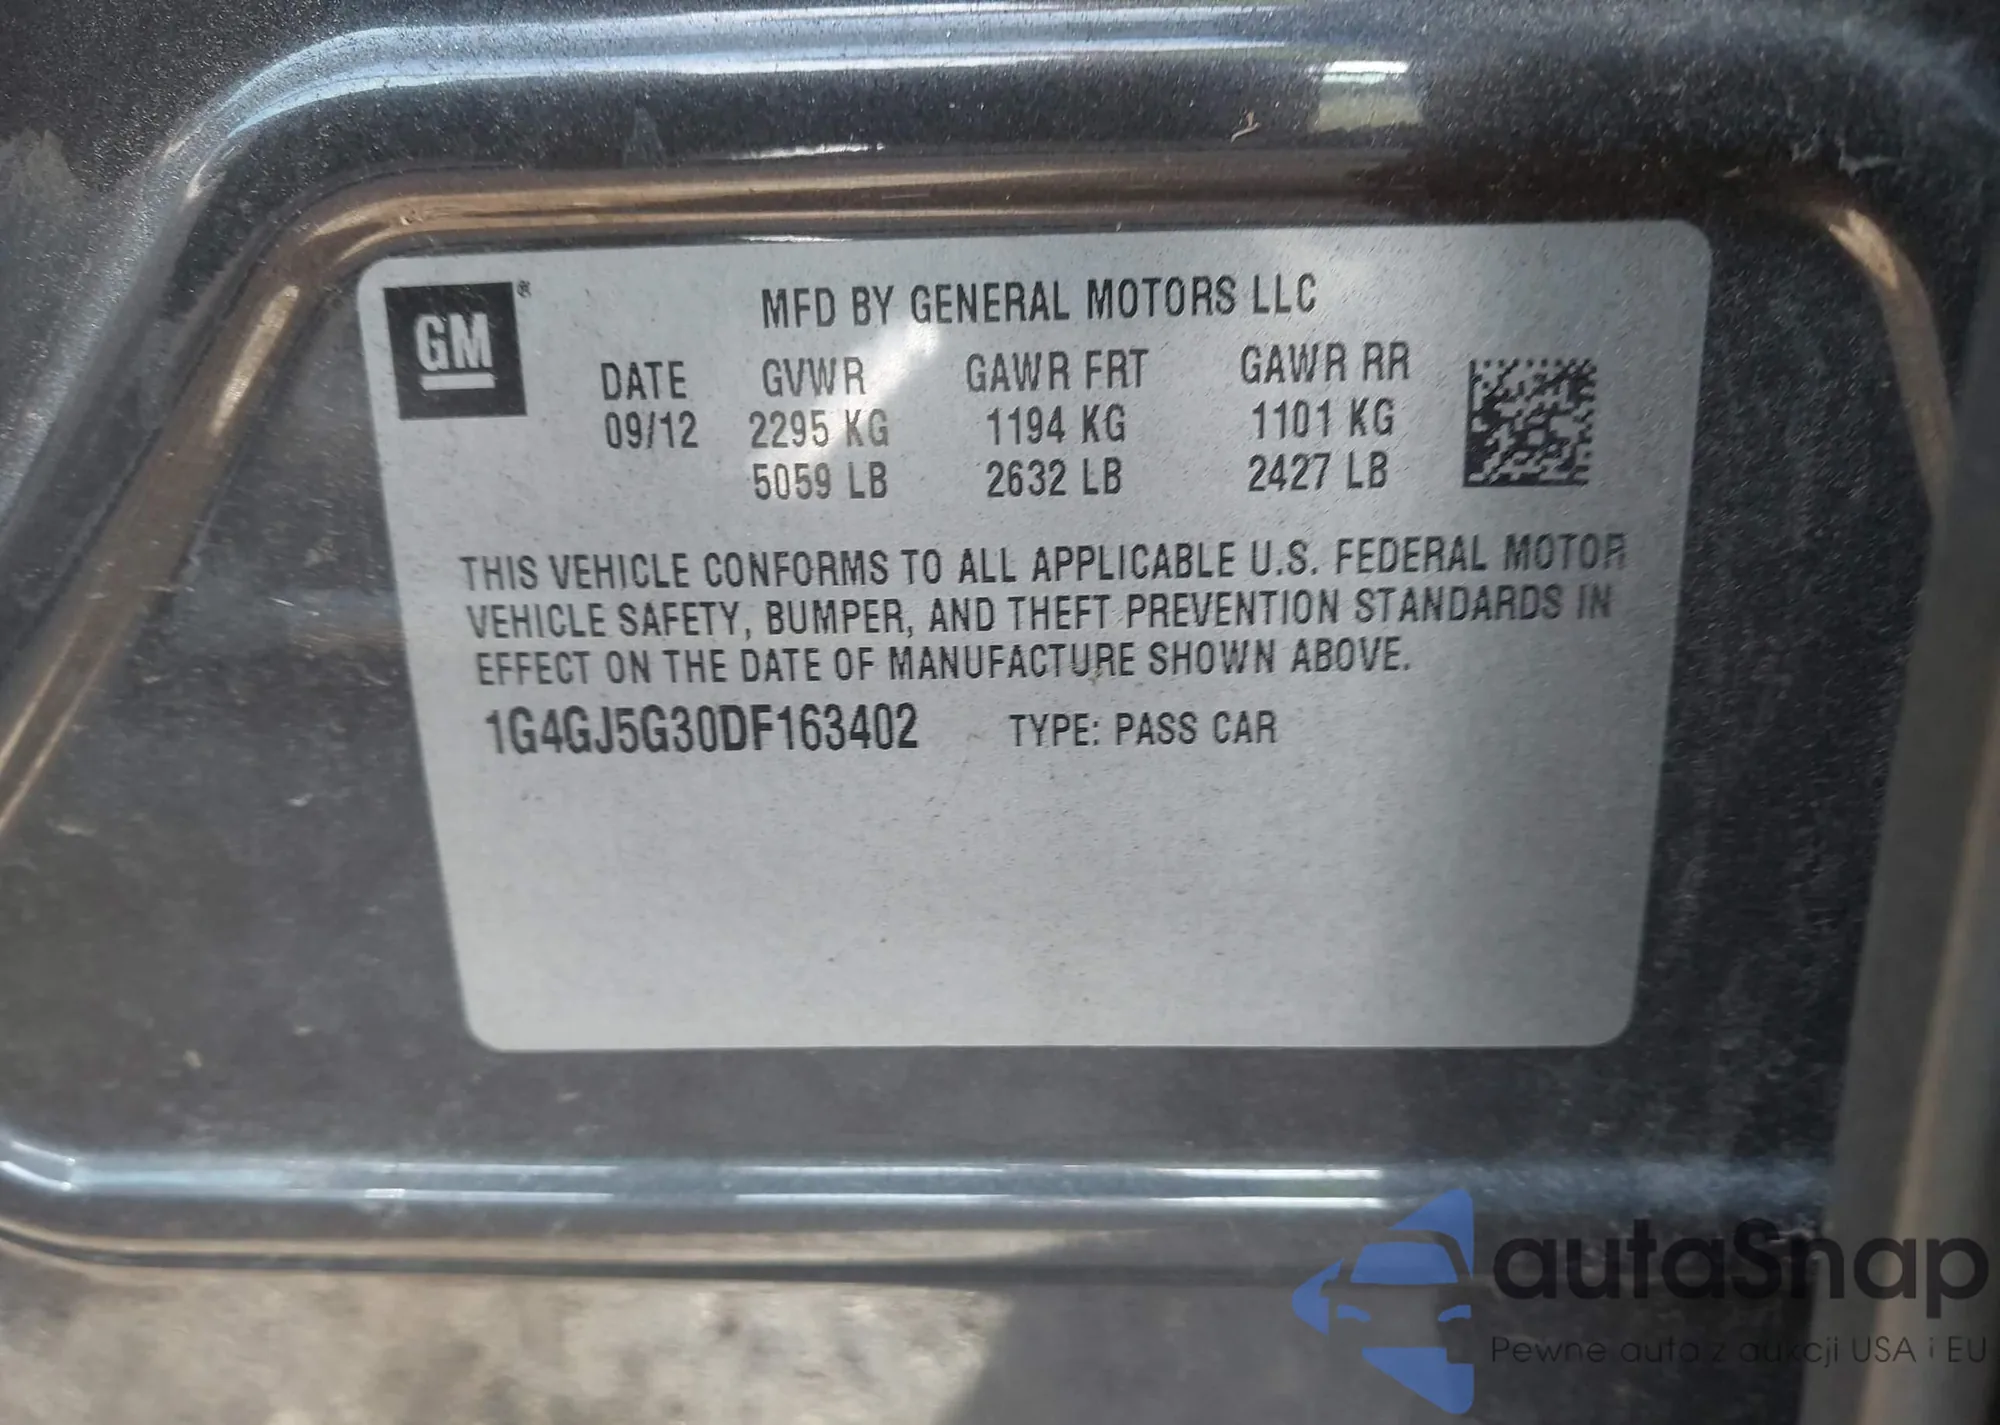 GM®
MFD BY GENERAL MOTORS LLC
DATE GVWR GAWR FRT GAWR RR
09/12 2295 KG 1194 KG 1101 KG
5059 LB 2632 LB 2427 LB
THIS VEHICLE CONFORMS TO ALL APPLICABLE U.S. FEDERAL MOTOR
VEHICLE SAFETY, BUMPER, AND THEFT PREVENTION STANDARDS IN
EFFECT ON THE DATE OF MANUFACTURE SHOWN ABOVE.
1G4GJ5G30DF163402 TYPE: PASS CAR
autaSnap
Pewne auta z aukcji USA i EU